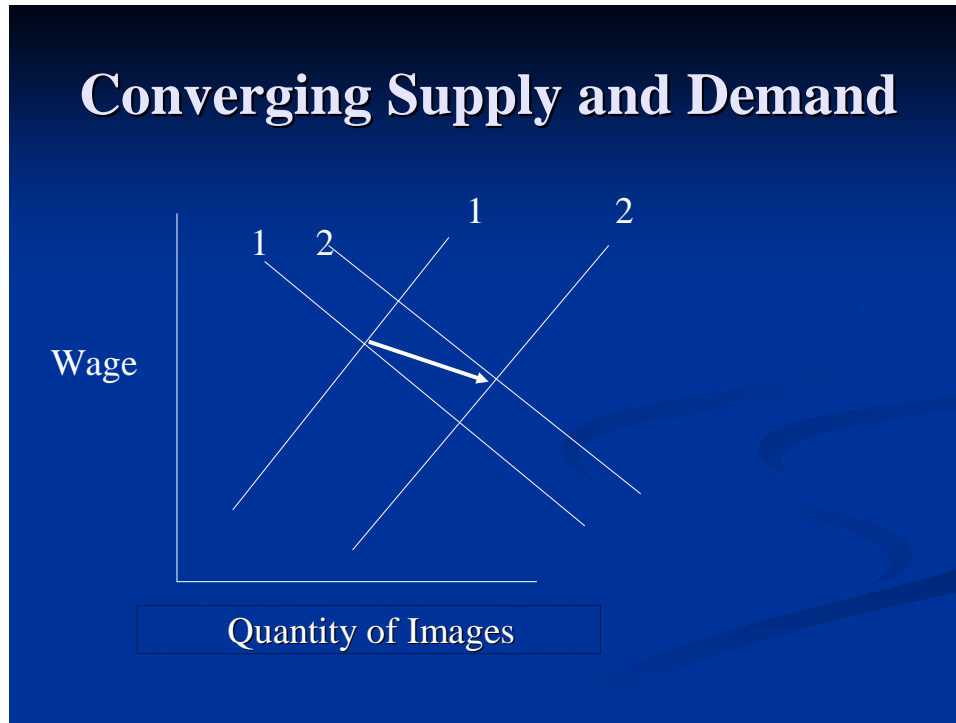 Converging Supply and Demand
1 2
1 2
Wage
Quantity of Images